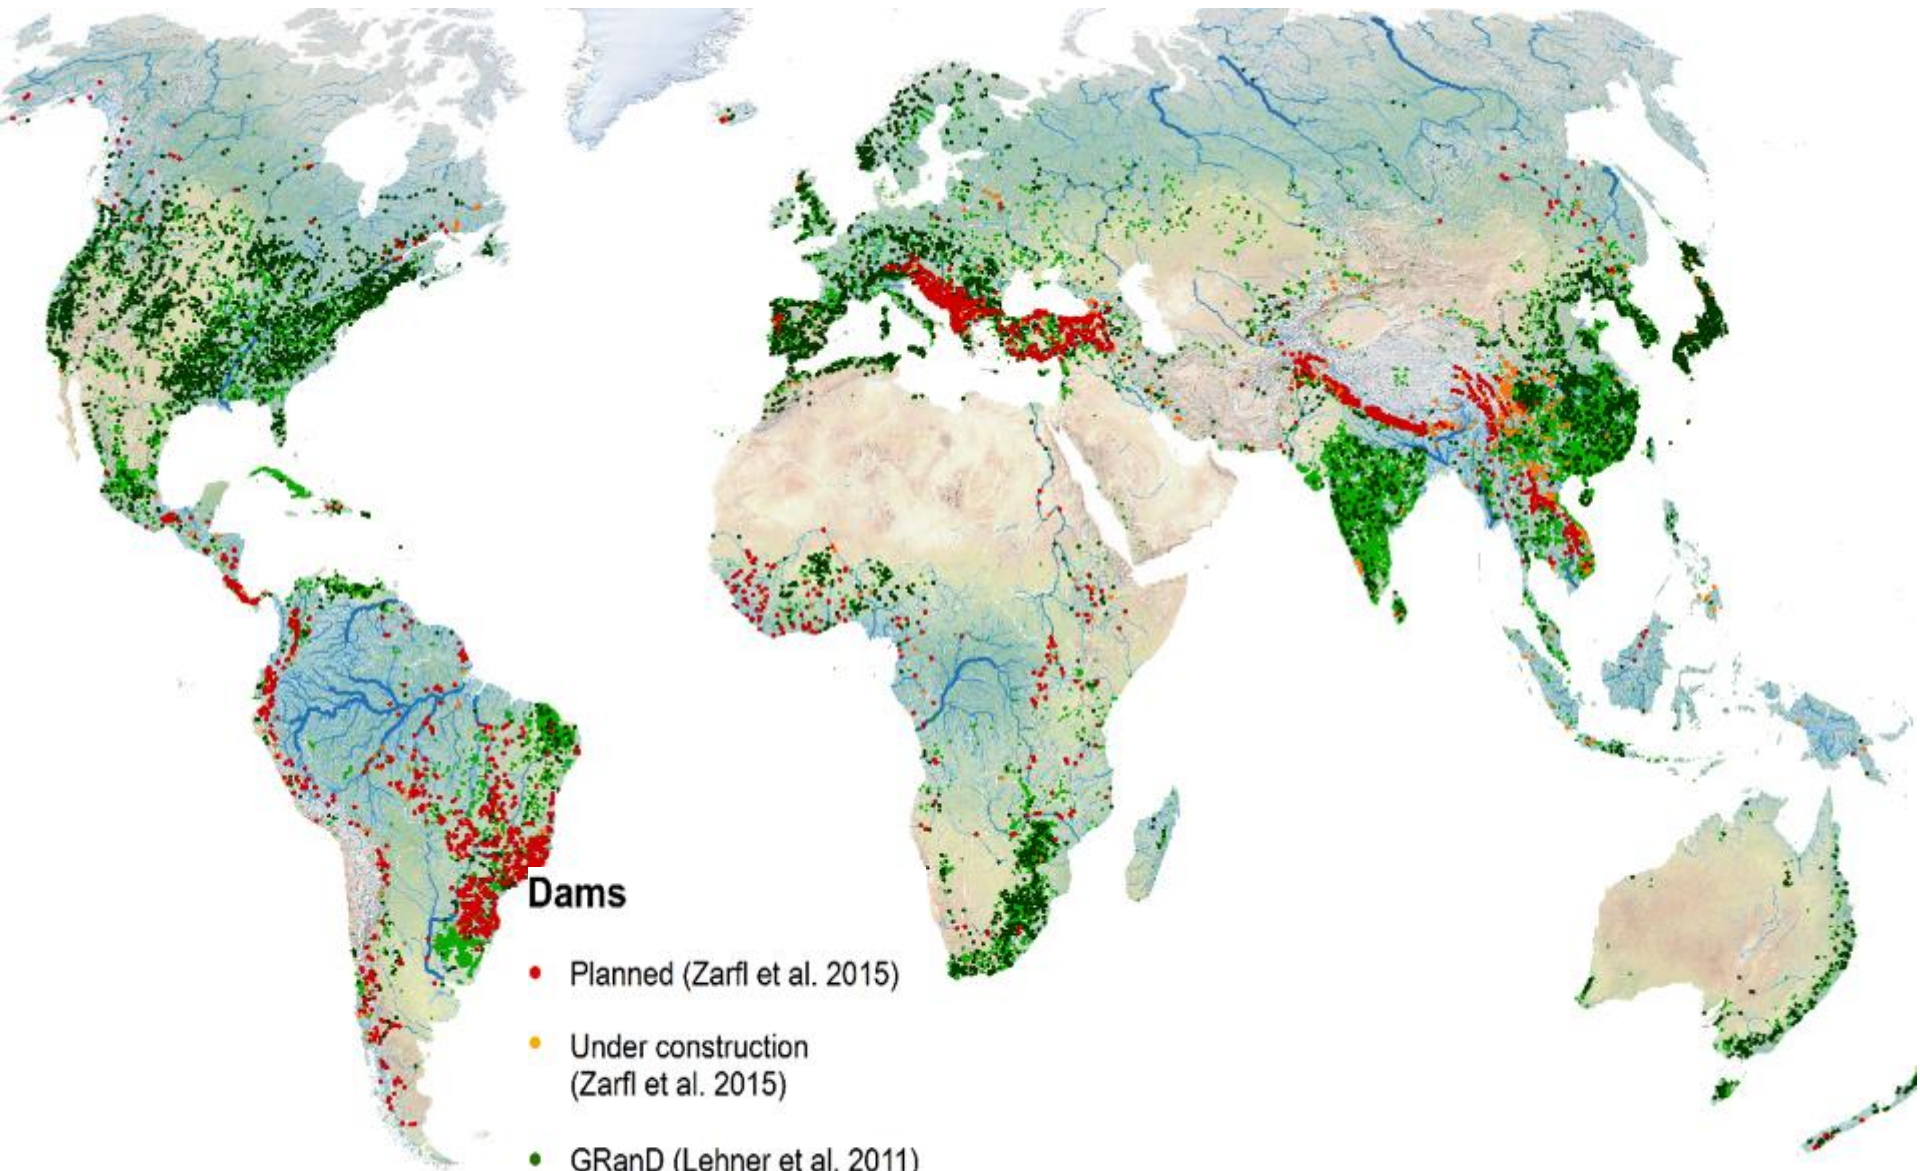 Dams
Planned (Zarfl et al. 2015)
Under construction
(Zarfl et al. 2015)
GRanD (Lehner et al. 2011)